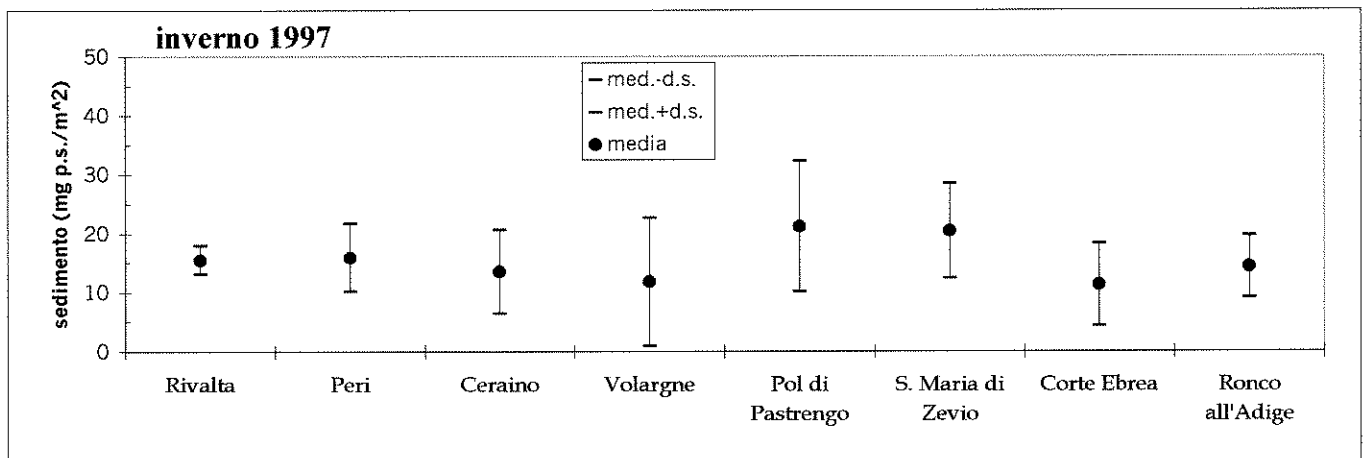 inverno 1997
sedimento (mg p.s./m^2)
50
40
30
20
10
0
med.-d.s.
med.+d.s.
media
Rivalta
Peri
Ceraino
Volargne
Pol di
Pastrengo
S. Maria di
Zevio
Corte Ebrea
Ronco
all'Adige